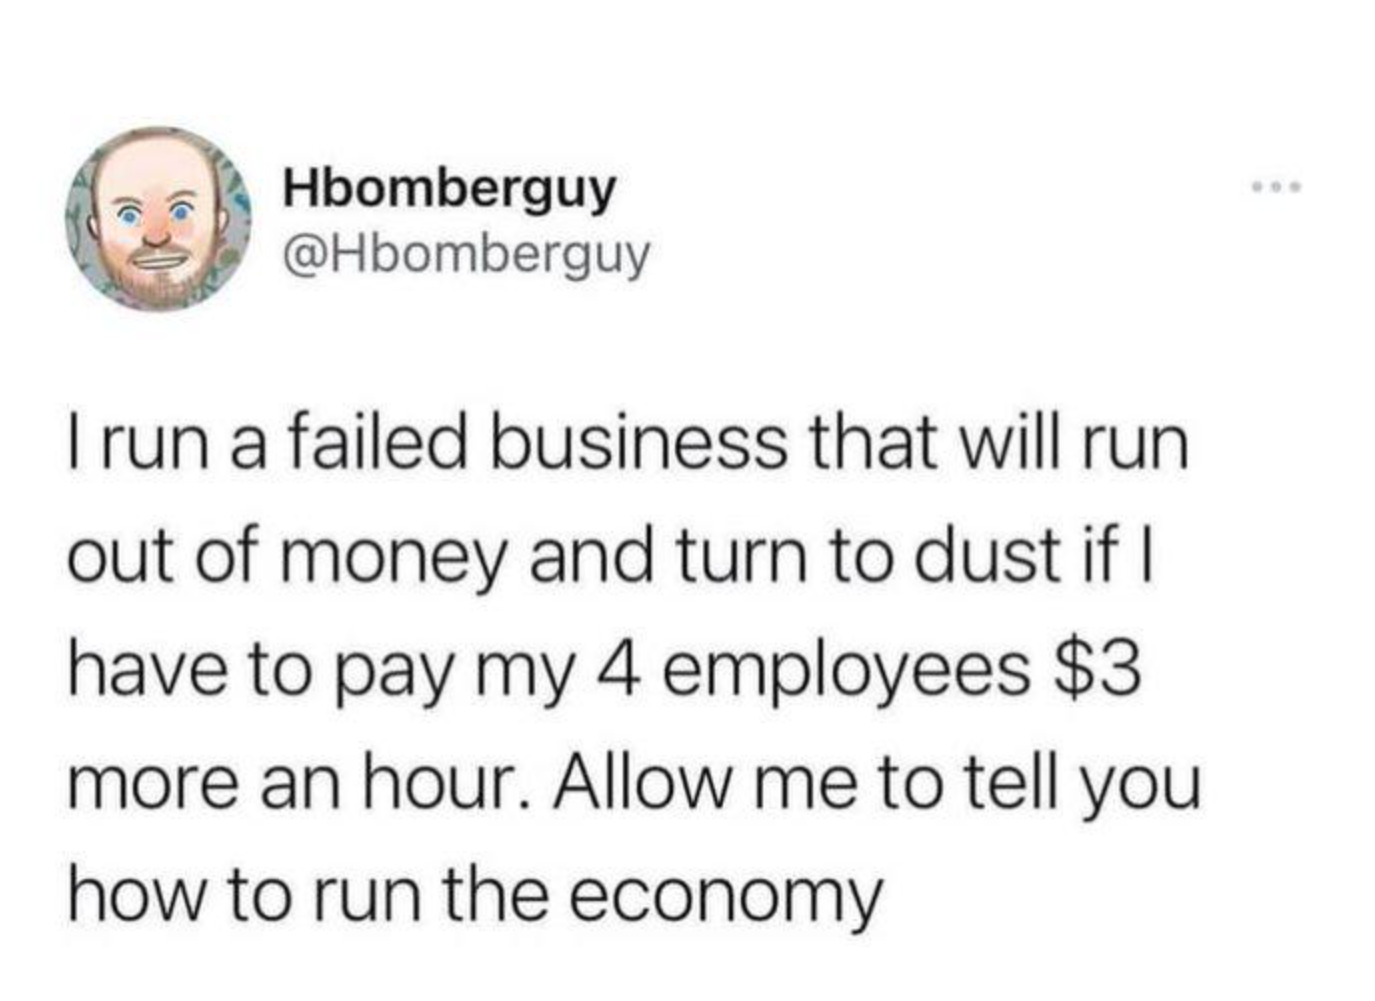 Hbomberguy
@Hbomberguy
I run a failed business that will run
out of money and turn to dust if I
have to pay my 4 employees $3
more an hour. Allow me to tell you
how to run the economy